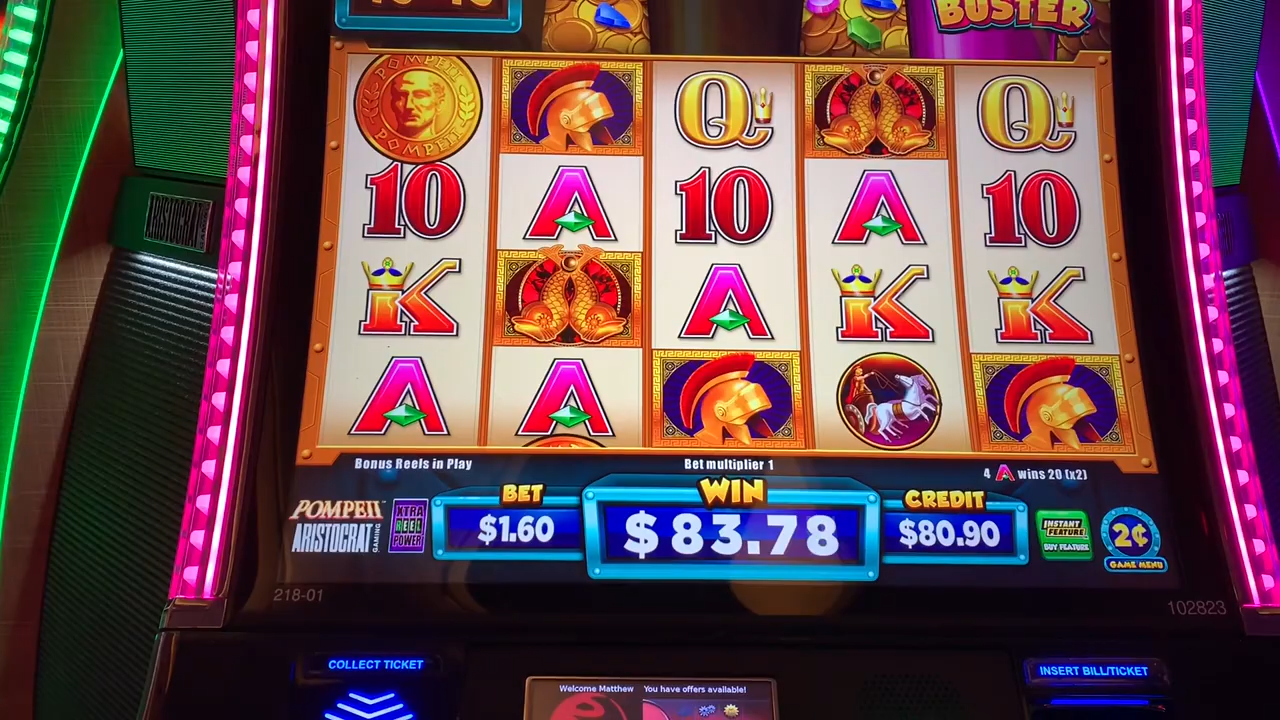 BUSTER
POMPEII
POMPEII
Q
Q
10
A
10
A
10
K
A
K
K
A
A
Bonus Reels in Play
Bet multiplier 1
4 A wins 20 (x2)
POMPEII
ARISTOCRAT
GAMING
XTRA
REEL
POWER
BET
$1.60
WIN
$83.78
CREDIT
$80.90
INSTANT
FEATURE!
BUY FEATURE
2¢
GAME MENU
ARISTOCRAT
218-01
102823
COLLECT TICKET
INSERT BILL/TICKET
Welcome Matthew
You have offers available!